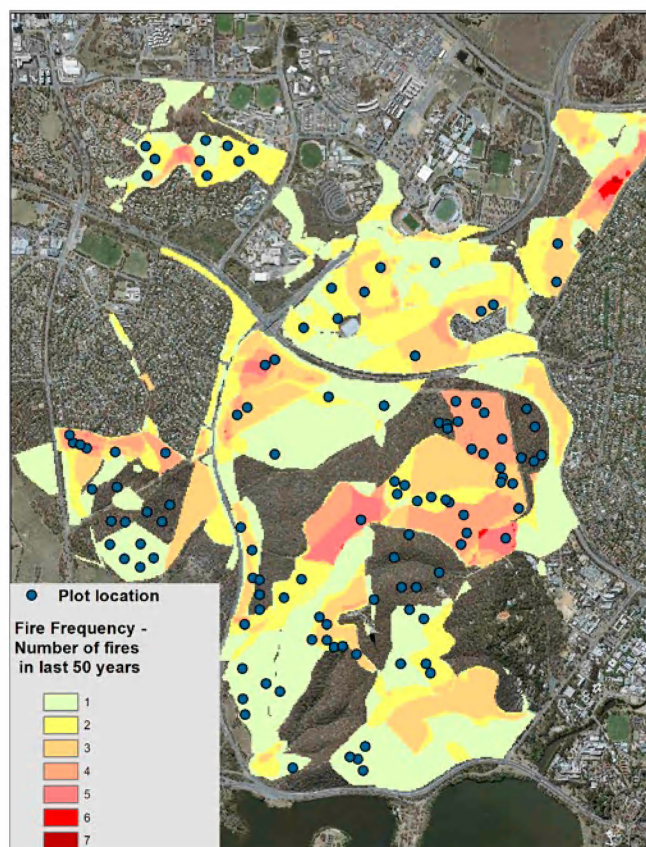 Plot location
Fire Frequency -
Number of fires
in last 50 years
1
2
3
4
5
6
7